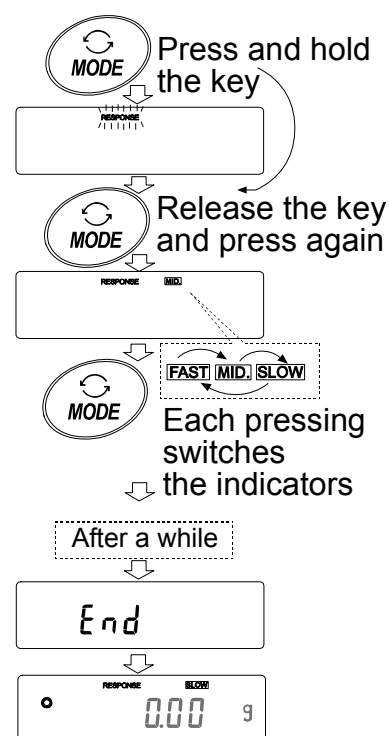 MODE
Press and hold
the key
RESPONSE
MODE
Release the key
and press again
RESPONSE MID.
FAST MID. SLOW
MODE
Each pressing
switches
the indicators
After a while
End
RESPONSE SLOW
0.00 g